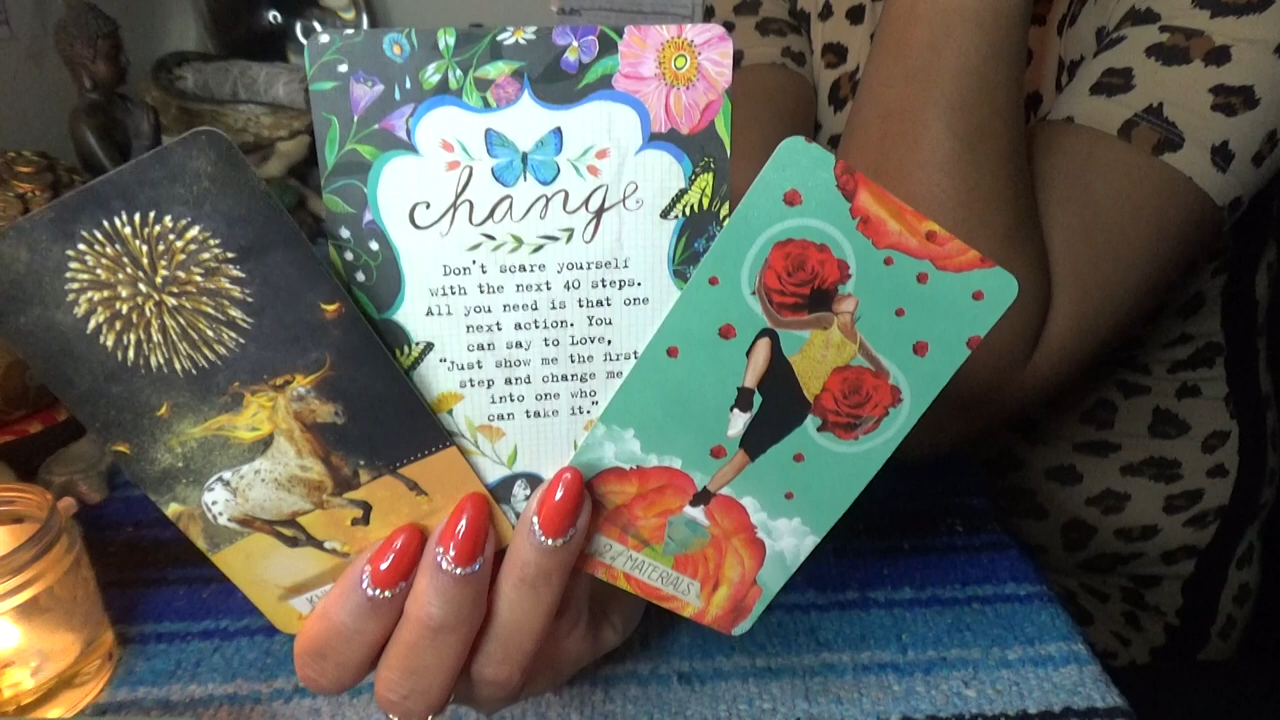 change
Don't scare yourself
with the next 40 steps.
All you need is that one
next action. You
can say to Love,
"Just show me the first
step and change me
into one who
can take it."
2 of MATERIALS